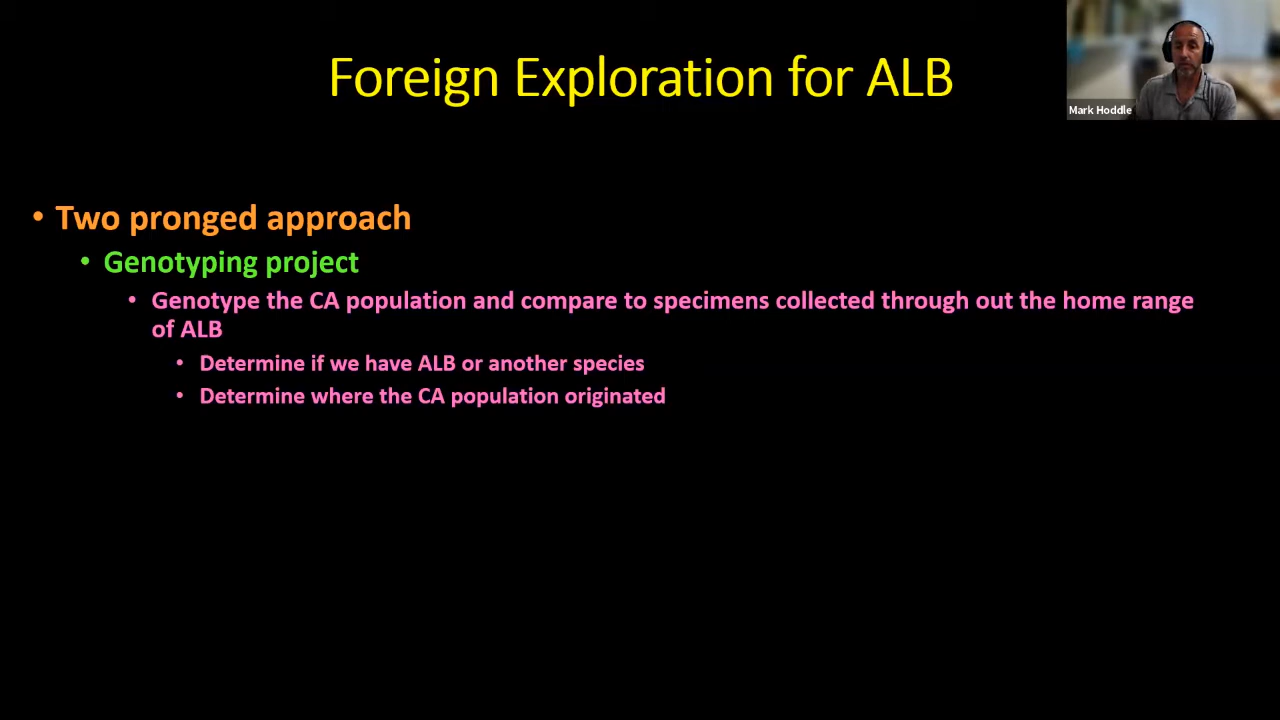 Foreign Exploration for ALB
Mark Hoddle
• Two pronged approach
• Genotyping project
• Genotype the CA population and compare to specimens collected through out the home range
of ALB
• Determine if we have ALB or another species
• Determine where the CA population originated